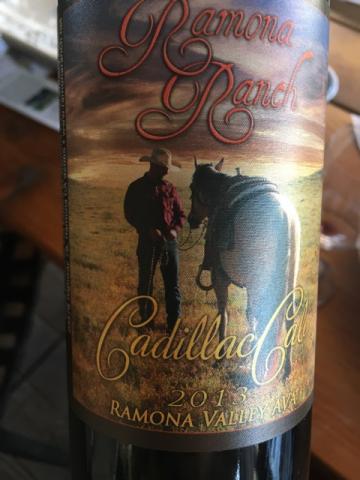 Ramona
Ranch
Cadillac Cab
2013
RAMONA VALLEY AVA